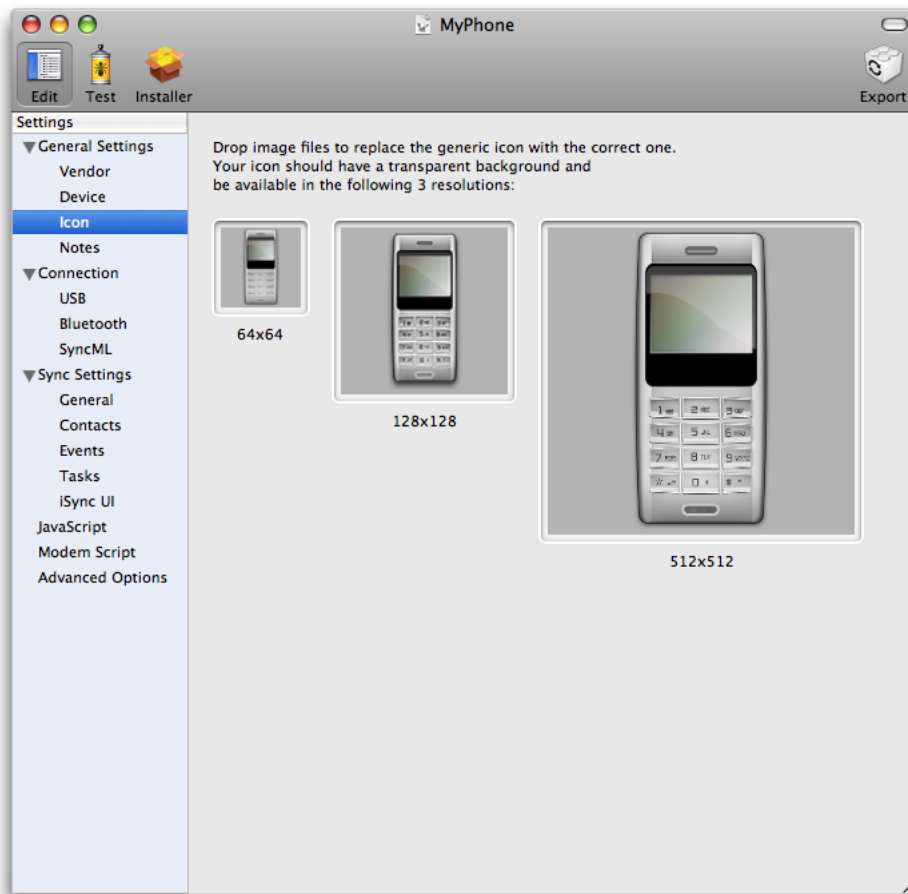 MyPhone
Edit
Test
Installer
Export
Settings
General Settings
Vendor
Device
Icon
Notes
Connection
USB
Bluetooth
SyncML
Sync Settings
General
Contacts
Events
Tasks
iSync UI
JavaScript
Modem Script
Advanced Options
Drop image files to replace the generic icon with the correct one.
Your icon should have a transparent background and
be available in the following 3 resolutions:
64x64
128x128
512x512